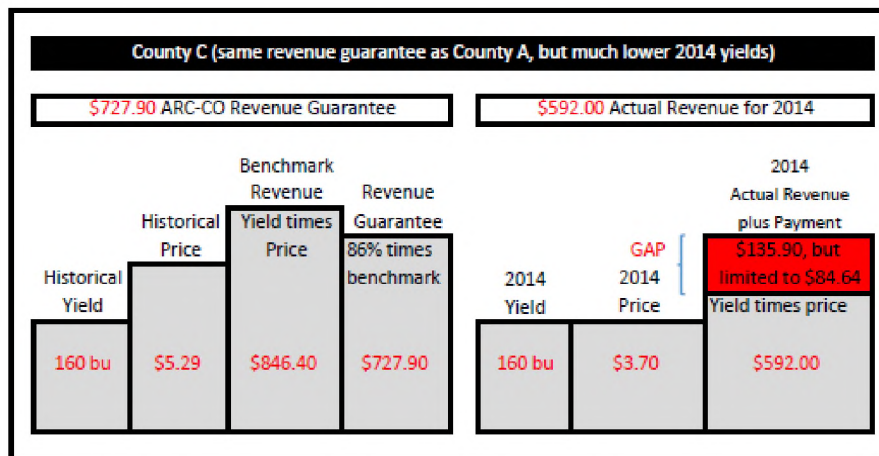 County C (same revenue guarantee as County A, but much lower 2014 yields)
$727.90 ARC-CO Revenue Guarantee
$592.00 Actual Revenue for 2014
Historical
Yield
160 bu
Historical
Price
$5.29
Benchmark
Revenue
Yield times
Price
$846.40
Revenue
Guarantee
86% times
benchmark
$727.90
2014
Yield
160 bu
GAP
2014
Price
$3.70
2014
Actual Revenue
plus Payment
$135.90, but
limited to $84.64
Yield times price
$592.00